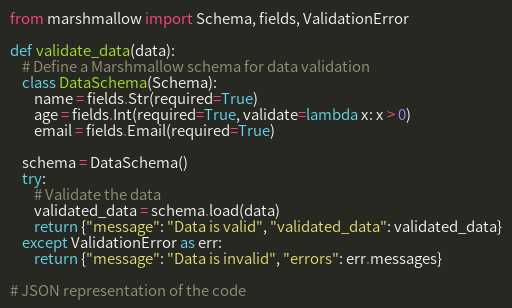 from marshmallow import Schema, fields, ValidationError
def validate_data(data):
# Define a Marshmallow schema for data validation
class DataSchema(Schema):
name = fields.Str(required=True)
age = fields.Int(required=True, validate=lambda x: x > 0)
email = fields.Email(required=True)
schema = DataSchema()
try:
# Validate the data
validated_data = schema.load(data)
return {"message": "Data is valid", "validated_data": validated_data}
except ValidationError as err:
return {"message": "Data is invalid", "errors": err.messages}
# JSON representation of the code